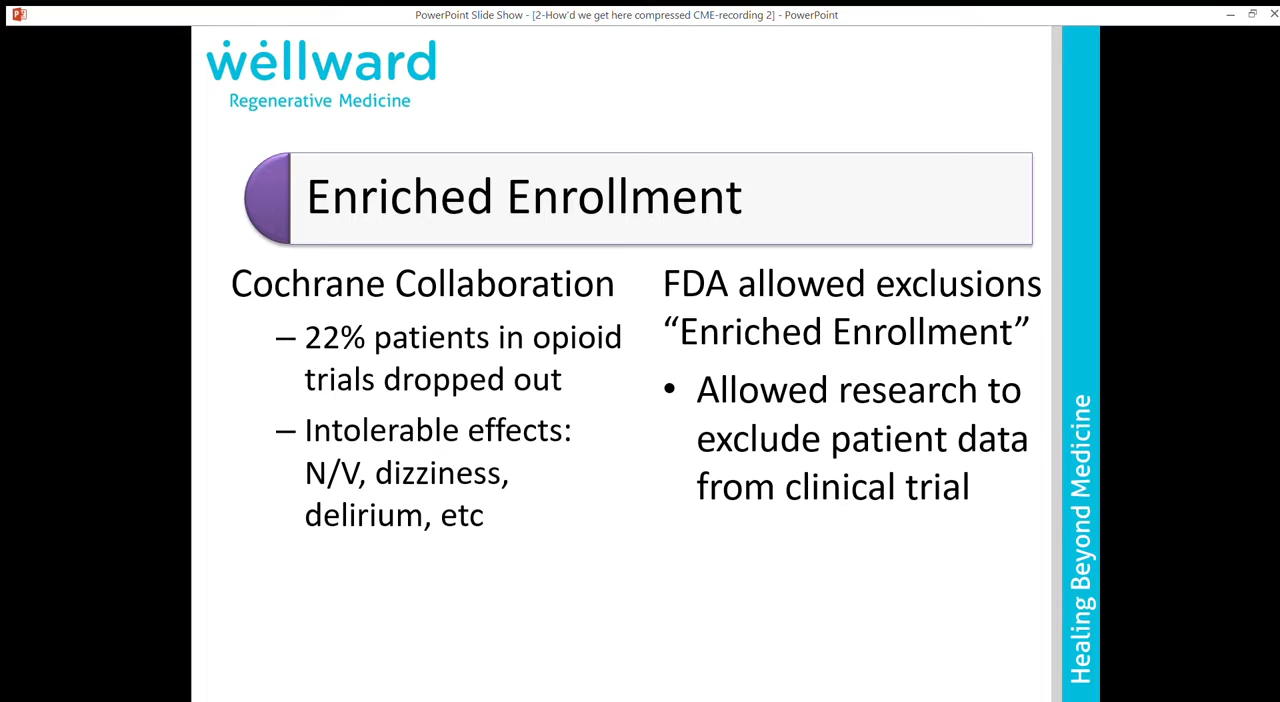 PowerPoint Slide Show - [2-How'd we get here compressed CME-recording 2] - PowerPoint
wellward
Regenerative Medicine
Enriched Enrollment
Cochrane Collaboration
– 22% patients in opioid
trials dropped out
– Intolerable effects:
N/V, dizziness,
delirium, etc
FDA allowed exclusions
“Enriched Enrollment”
• Allowed research to
exclude patient data
from clinical trial
Healing Beyond Medicine